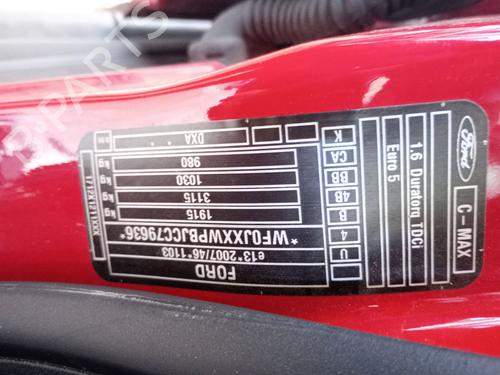 Ford
C-MAX
1.6 Duratorq TDCi
Euro 5
FORD
e13*2007/46*1103
*WF0JXXWPBJCC79636*
1915 kg
3115 kg
1030 kg
980 kg
DXA
U
4
B
4B
BB
CA
K
B-PARTS